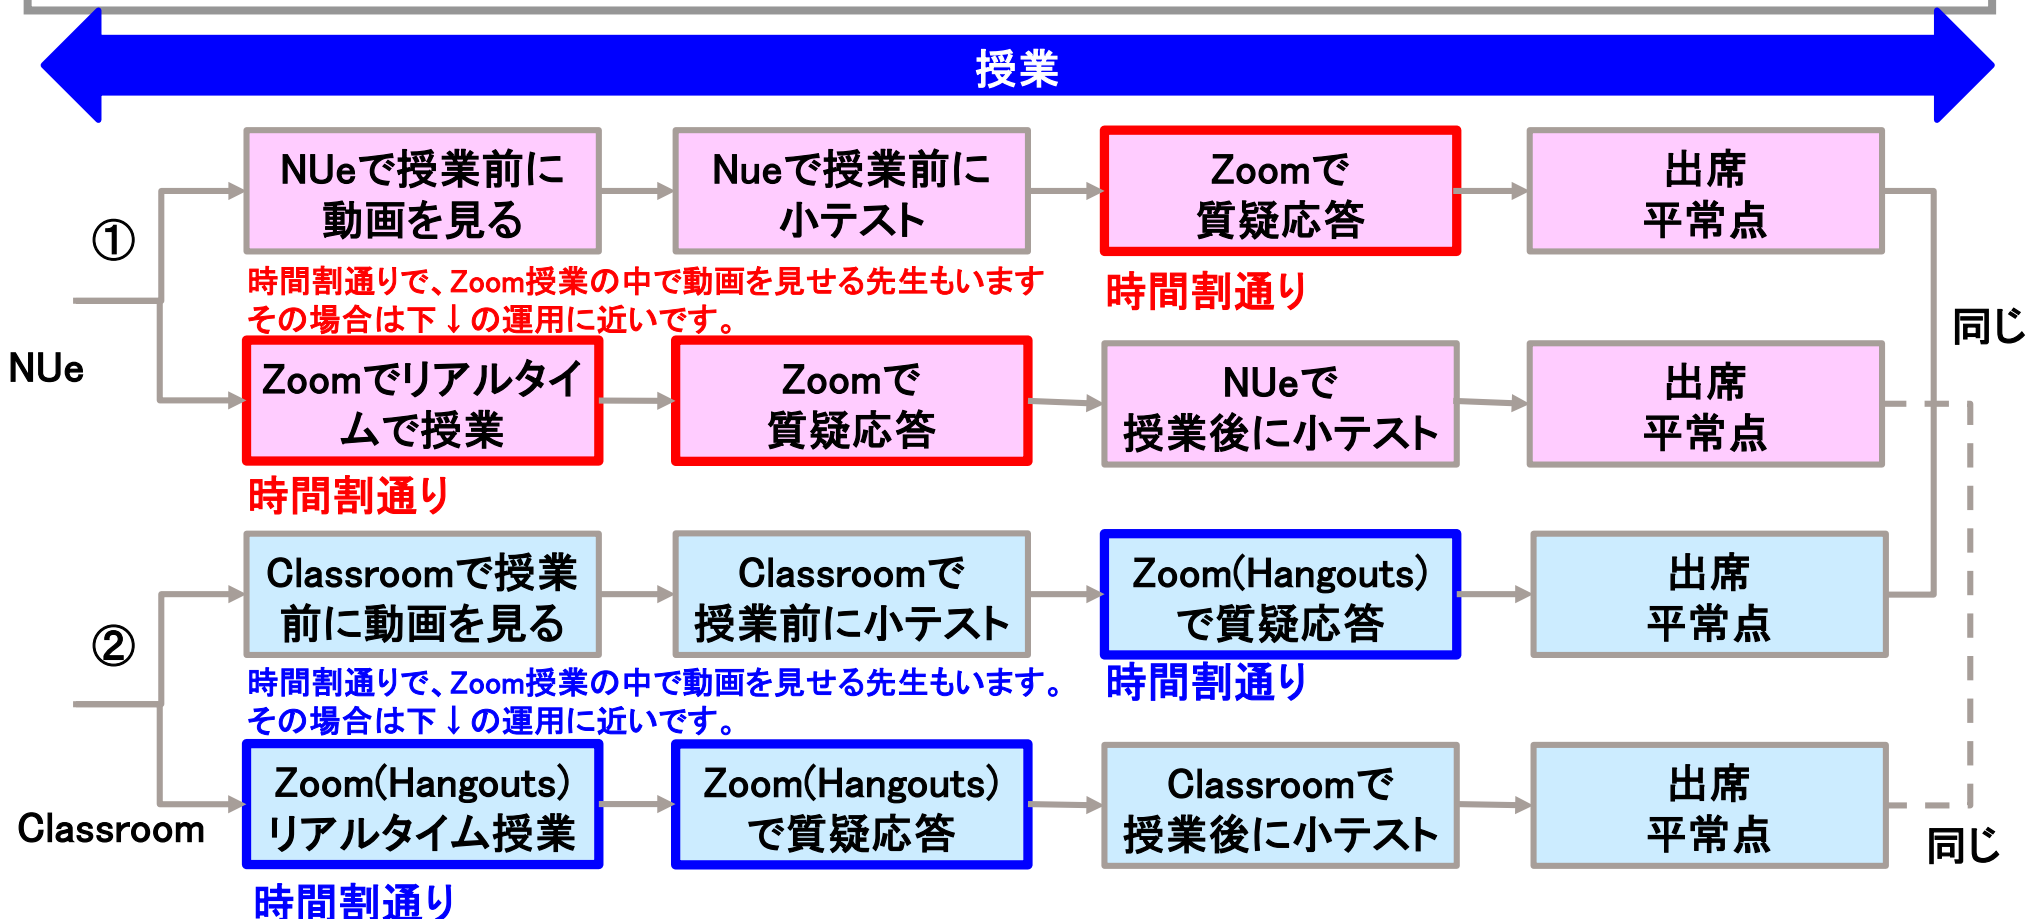 授業
①
NUeで授業前に
動画を見る
Nueで授業前に
小テスト
Zoomで
質疑応答
出席
平常点
時間割通りで、Zoom授業の中で動画を見せる先生もいます
その場合は下↓の運用に近いです。
時間割通り
同じ
NUe
Zoomでリアルタイ
ムで授業
Zoomで
質疑応答
NUeで
授業後に小テスト
出席
平常点
時間割通り
②
Classroomで授業
前に動画を見る
Classroomで
授業前に小テスト
Zoom(Hangouts)
で質疑応答
出席
平常点
時間割通りで、Zoom授業の中で動画を見せる先生もいます。
その場合は下↓の運用に近いです。
時間割通り
Classroom
Zoom(Hangouts)
リアルタイム授業
Zoom(Hangouts)
で質疑応答
Classroomで
授業後に小テスト
出席
平常点
同じ
時間割通り